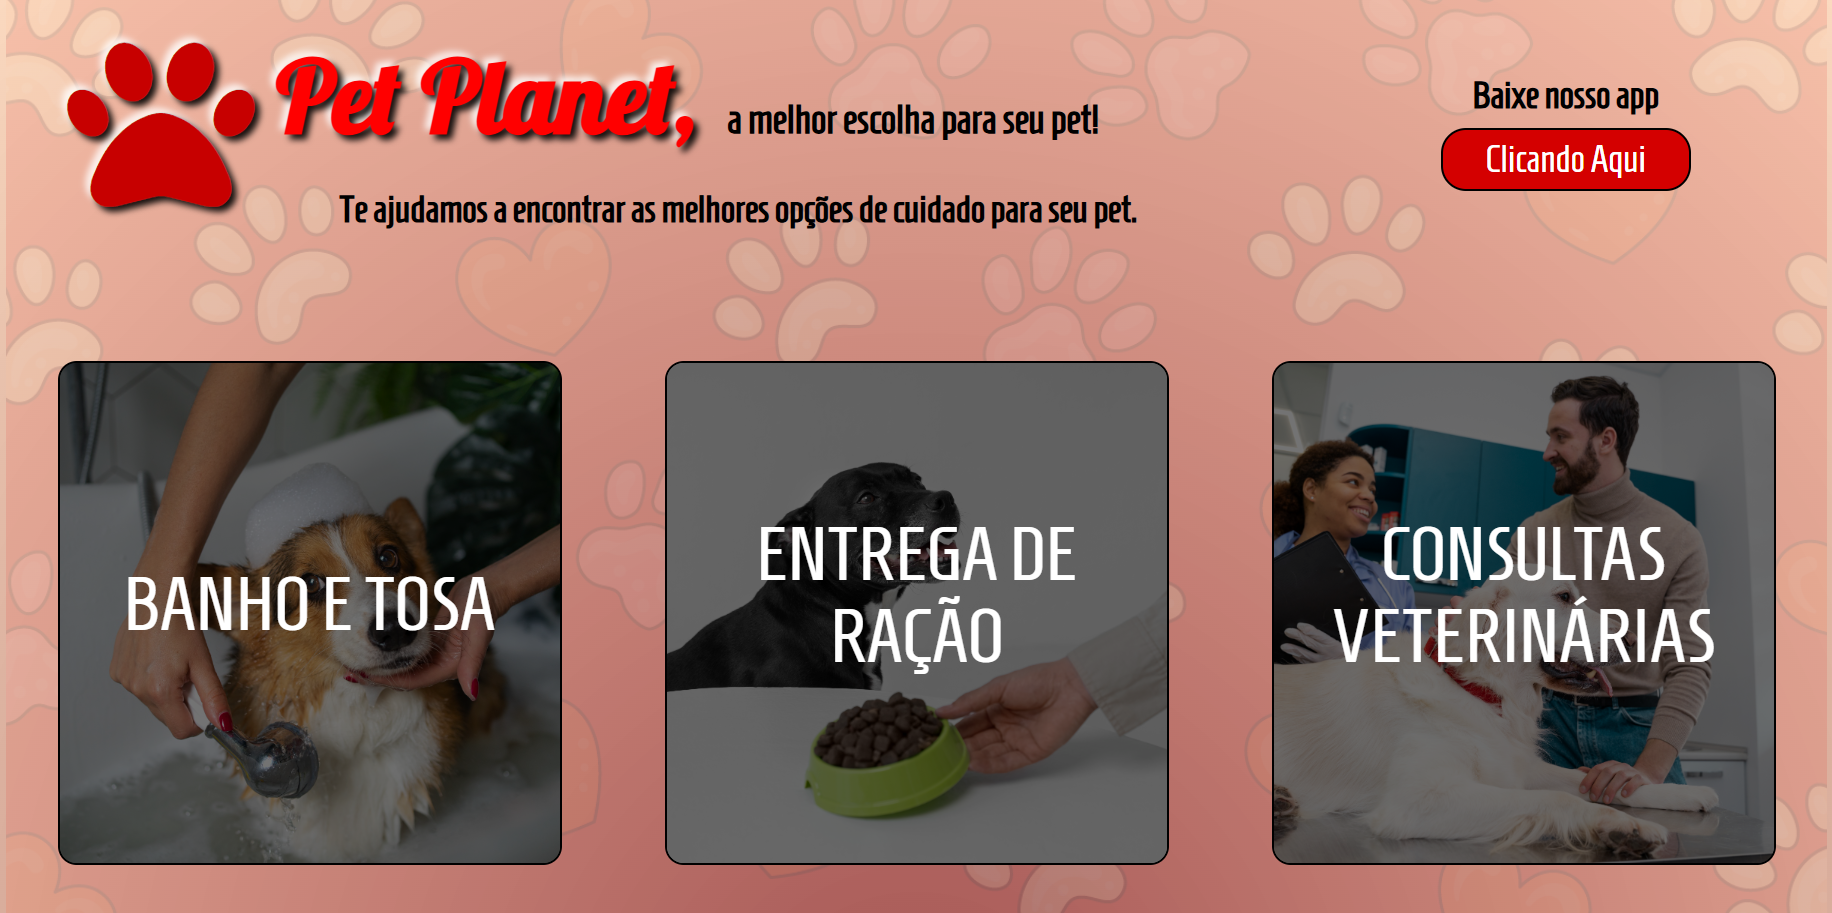 Pet Planet, a melhor escolha para seu pet!
Te ajudamos a encontrar as melhores opções de cuidado para seu pet.
Baixe nosso app
Clicando Aqui
BANHO E TOSA
ENTREGA DE
RAÇÃO
CONSULTAS
VETERINÁRIAS